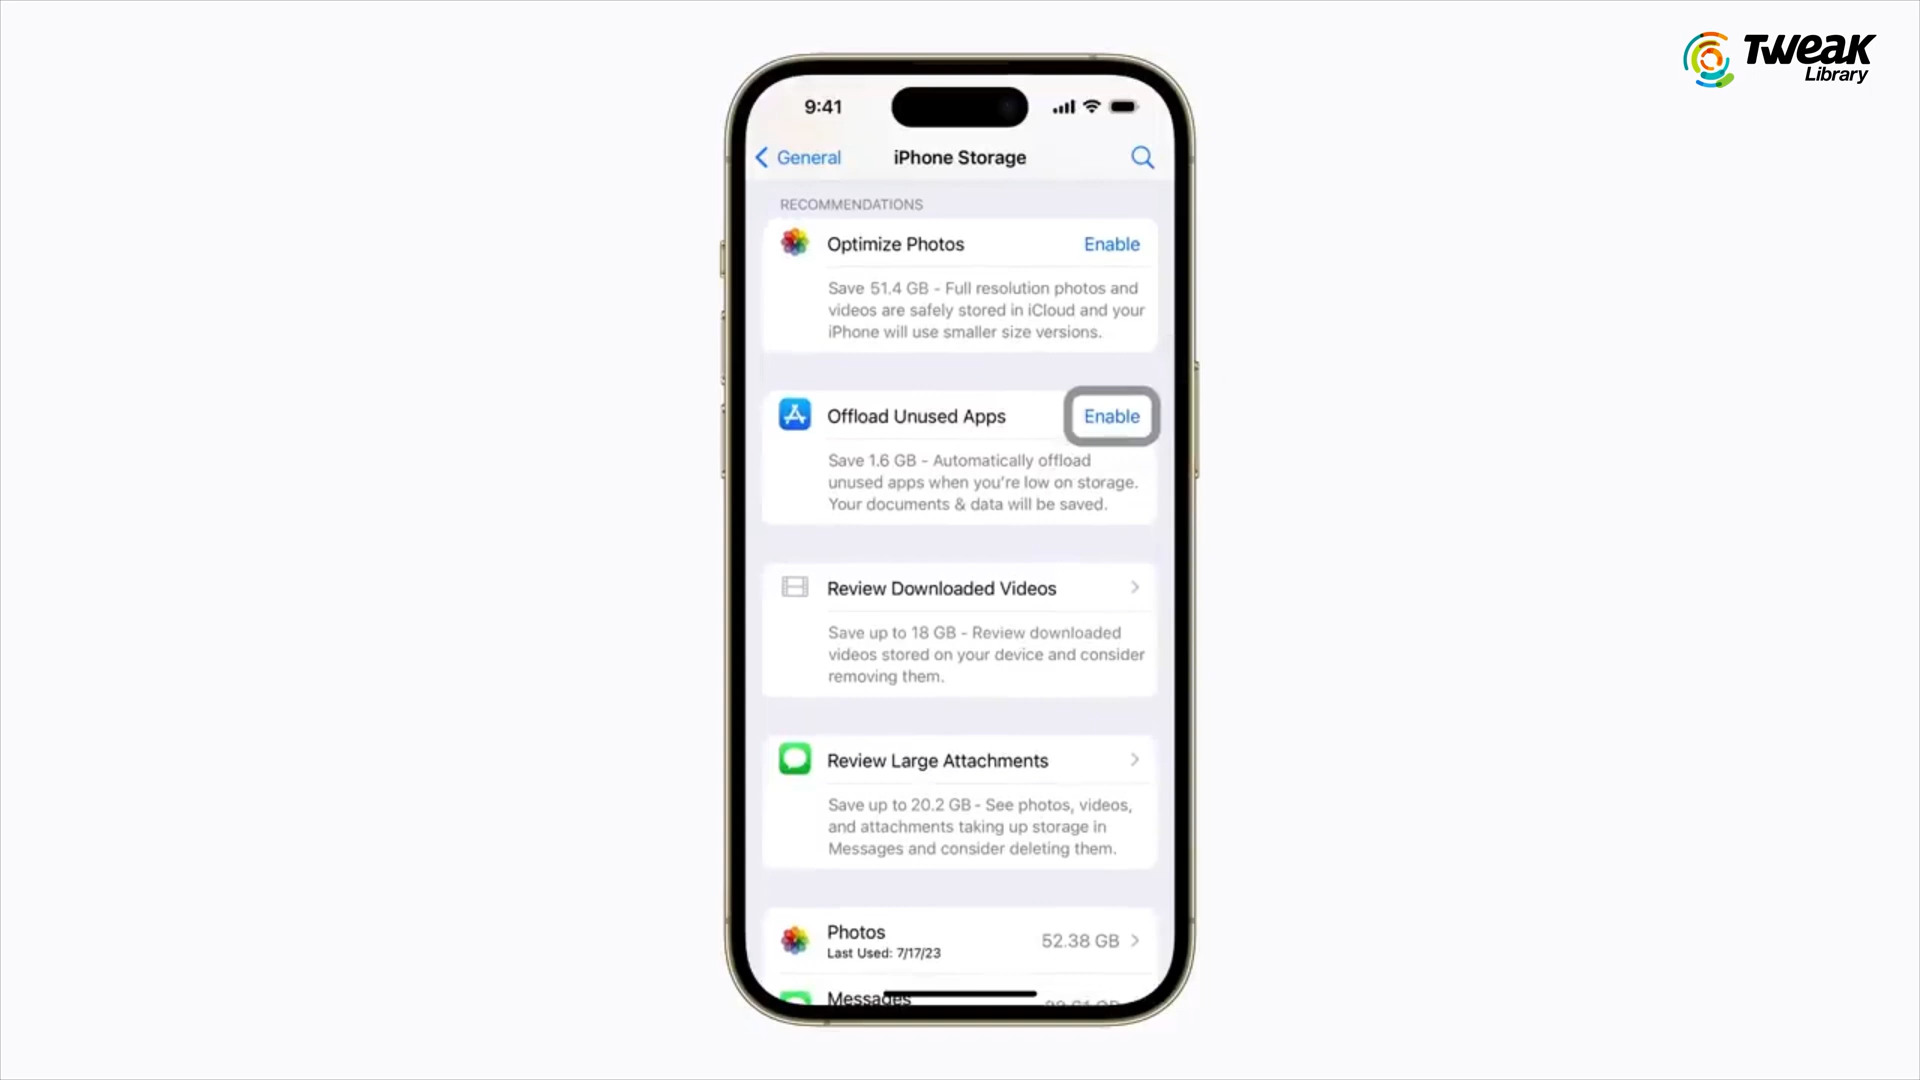 TWEAK
Library
9:41
General
iPhone Storage
RECOMMENDATIONS
Optimize Photos
Enable
Save 51.4 GB - Full resolution photos and
videos are safely stored in iCloud and your
iPhone will use smaller size versions.
Offload Unused Apps
Enable
Save 1.6 GB - Automatically offload
unused apps when you're low on storage.
Your documents & data will be saved.
Review Downloaded Videos
Save up to 18 GB - Review downloaded
videos stored on your device and consider
removing them.
Review Large Attachments
Save up to 20.2 GB - See photos, videos,
and attachments taking up storage in
Messages and consider deleting them.
Photos
52.38 GB
Last Used: 7/17/23
Messages